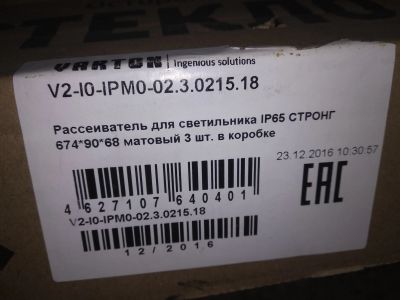 СТЕКЛО
VARTON Ingenious solutions
V2-I0-IPM0-02.3.0215.18
Рассеиватель для светильника IP65 СТРОНГ
674*90*68 матовый 3 шт. в коробке
23.12.2016 10:30:57
4 627107 640401
EAC
V2-I0-IPM0-02.3.0215.18
12/2016